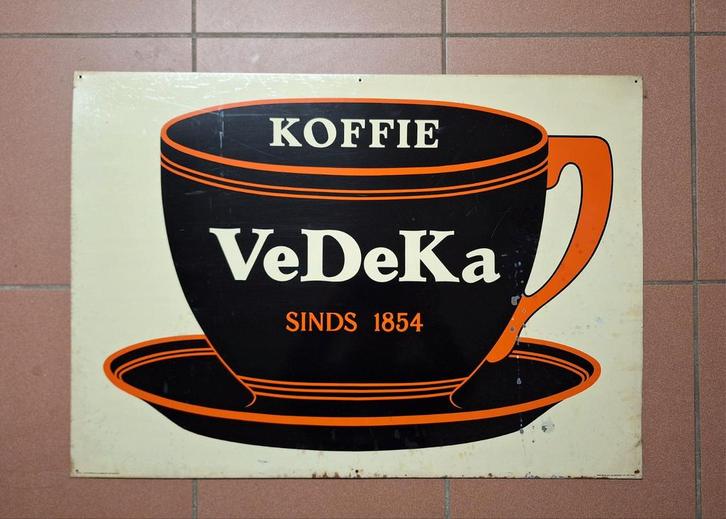 KOFFIE
VeDeKa
SINDS 1854